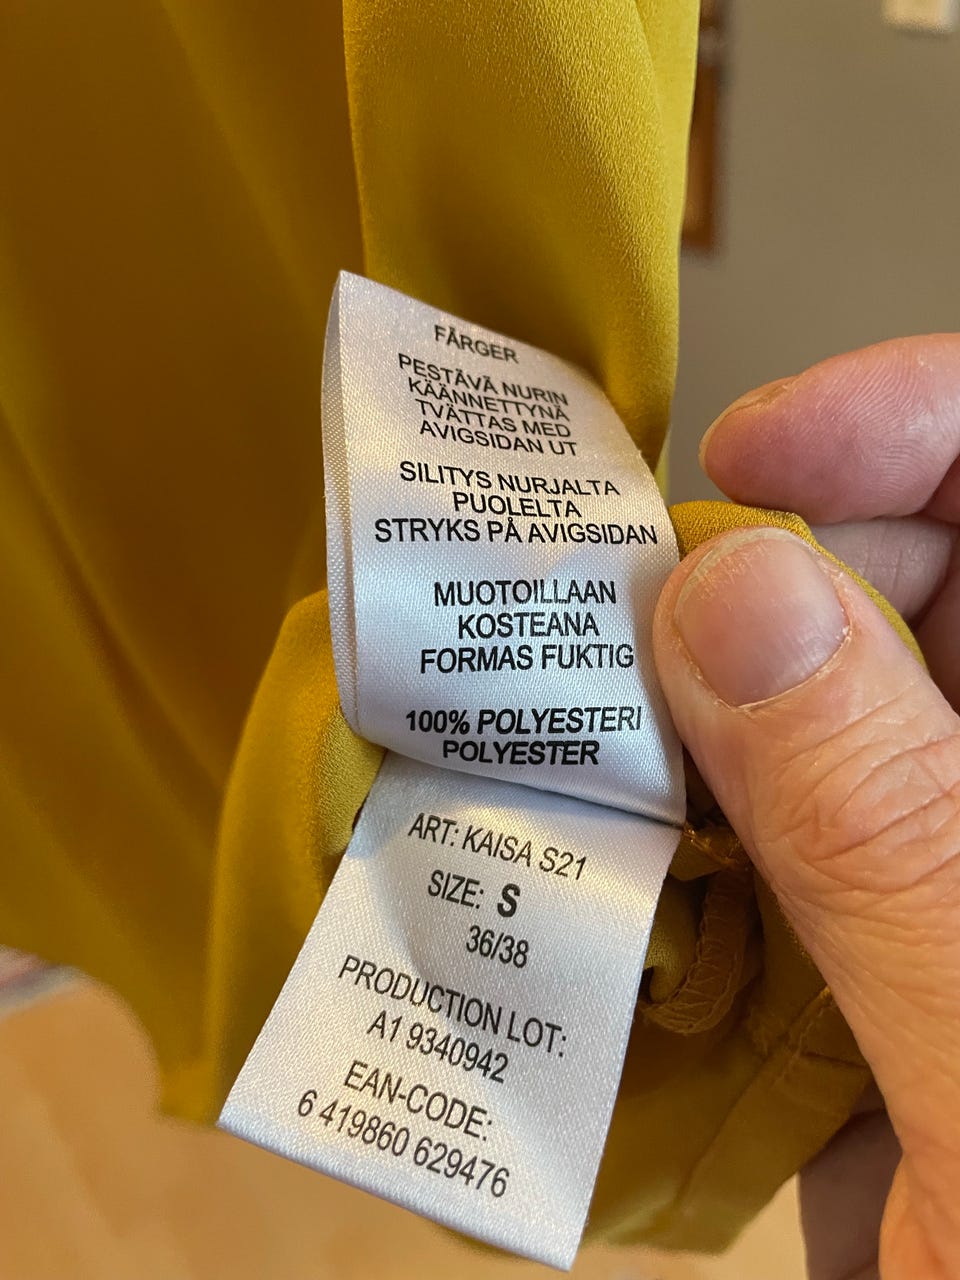 FÄRGER
PESTÄVÄ NURIN
KÄÄNNETTYNÄ
TVÄTTAS MED
AVIGSIDAN UT
SILITYS NURJALTA
PUOLELTA
STRYKS PÅ AVIGSIDAN
MUOTOILLAAN
KOSTEANA
FORMAS FUKTIG
100% POLYESTERI
POLYESTER
ART: KAISA S21
SIZE: S
36/38
PRODUCTION LOT:
A1 9340942
EAN-CODE:
6 419860 629476